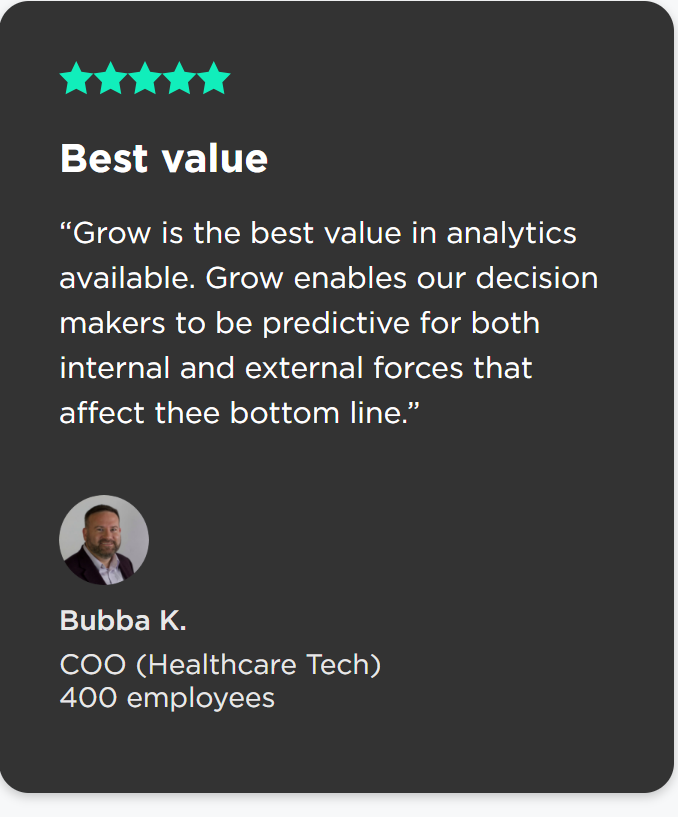 Best value
“Grow is the best value in analytics
available. Grow enables our decision
makers to be predictive for both
internal and external forces that
affect thee bottom line.”
Bubba K.
COO (Healthcare Tech)
400 employees